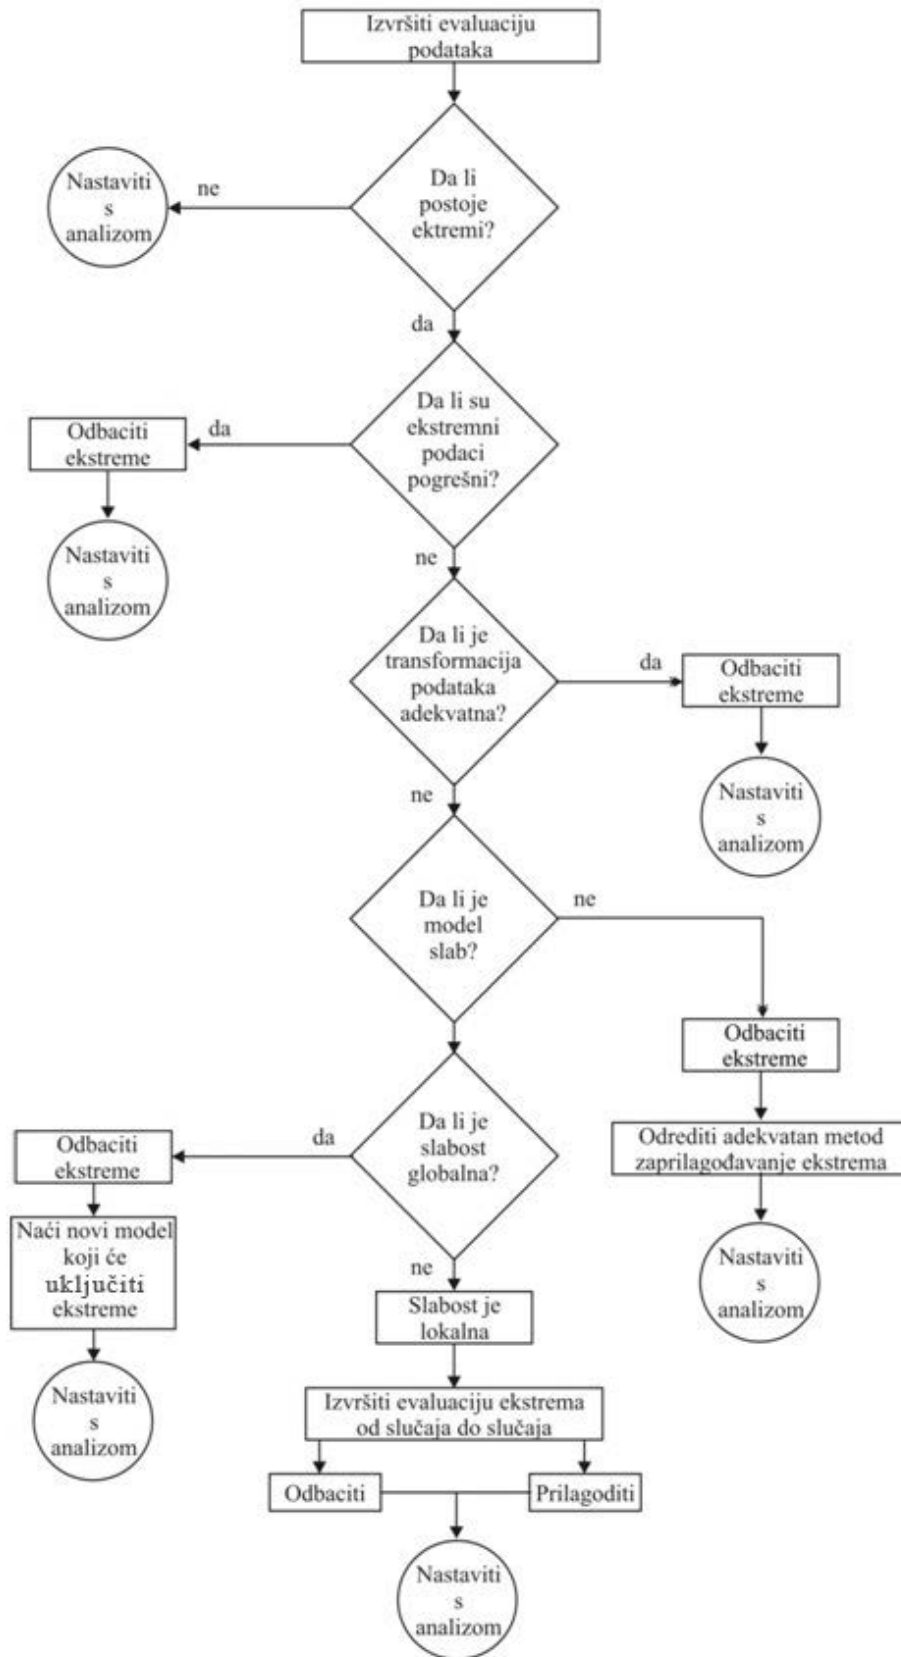 Izvršiti evaluaciju
podataka
Da li
postoje
ektremi?
ne
Nastaviti
s
analizom
da
Da li su
ekstremni
podaci
pogrešni?
da
Odbaciti
ekstreme
Nastaviti
s
analizom
ne
Da li je
transformacija
podataka
adekvatna?
da
Odbaciti
ekstreme
Nastaviti
s
analizom
ne
Da li je
model
slab?
ne
Odbaciti
ekstreme
Odrediti adekvatan metod
zaprilagođavanje ekstrema
Nastaviti
s
analizom
Da li je
slabost
globalna?
da
Odbaciti
ekstreme
Naći novi model
koji će
uključiti
ekstreme
Nastaviti
s
analizom
ne
Slabost je
lokalna
Izvršiti evaluaciju ekstrema
od slučaja do slučaja
Odbaciti
Prilagoditi
Nastaviti
s
analizom